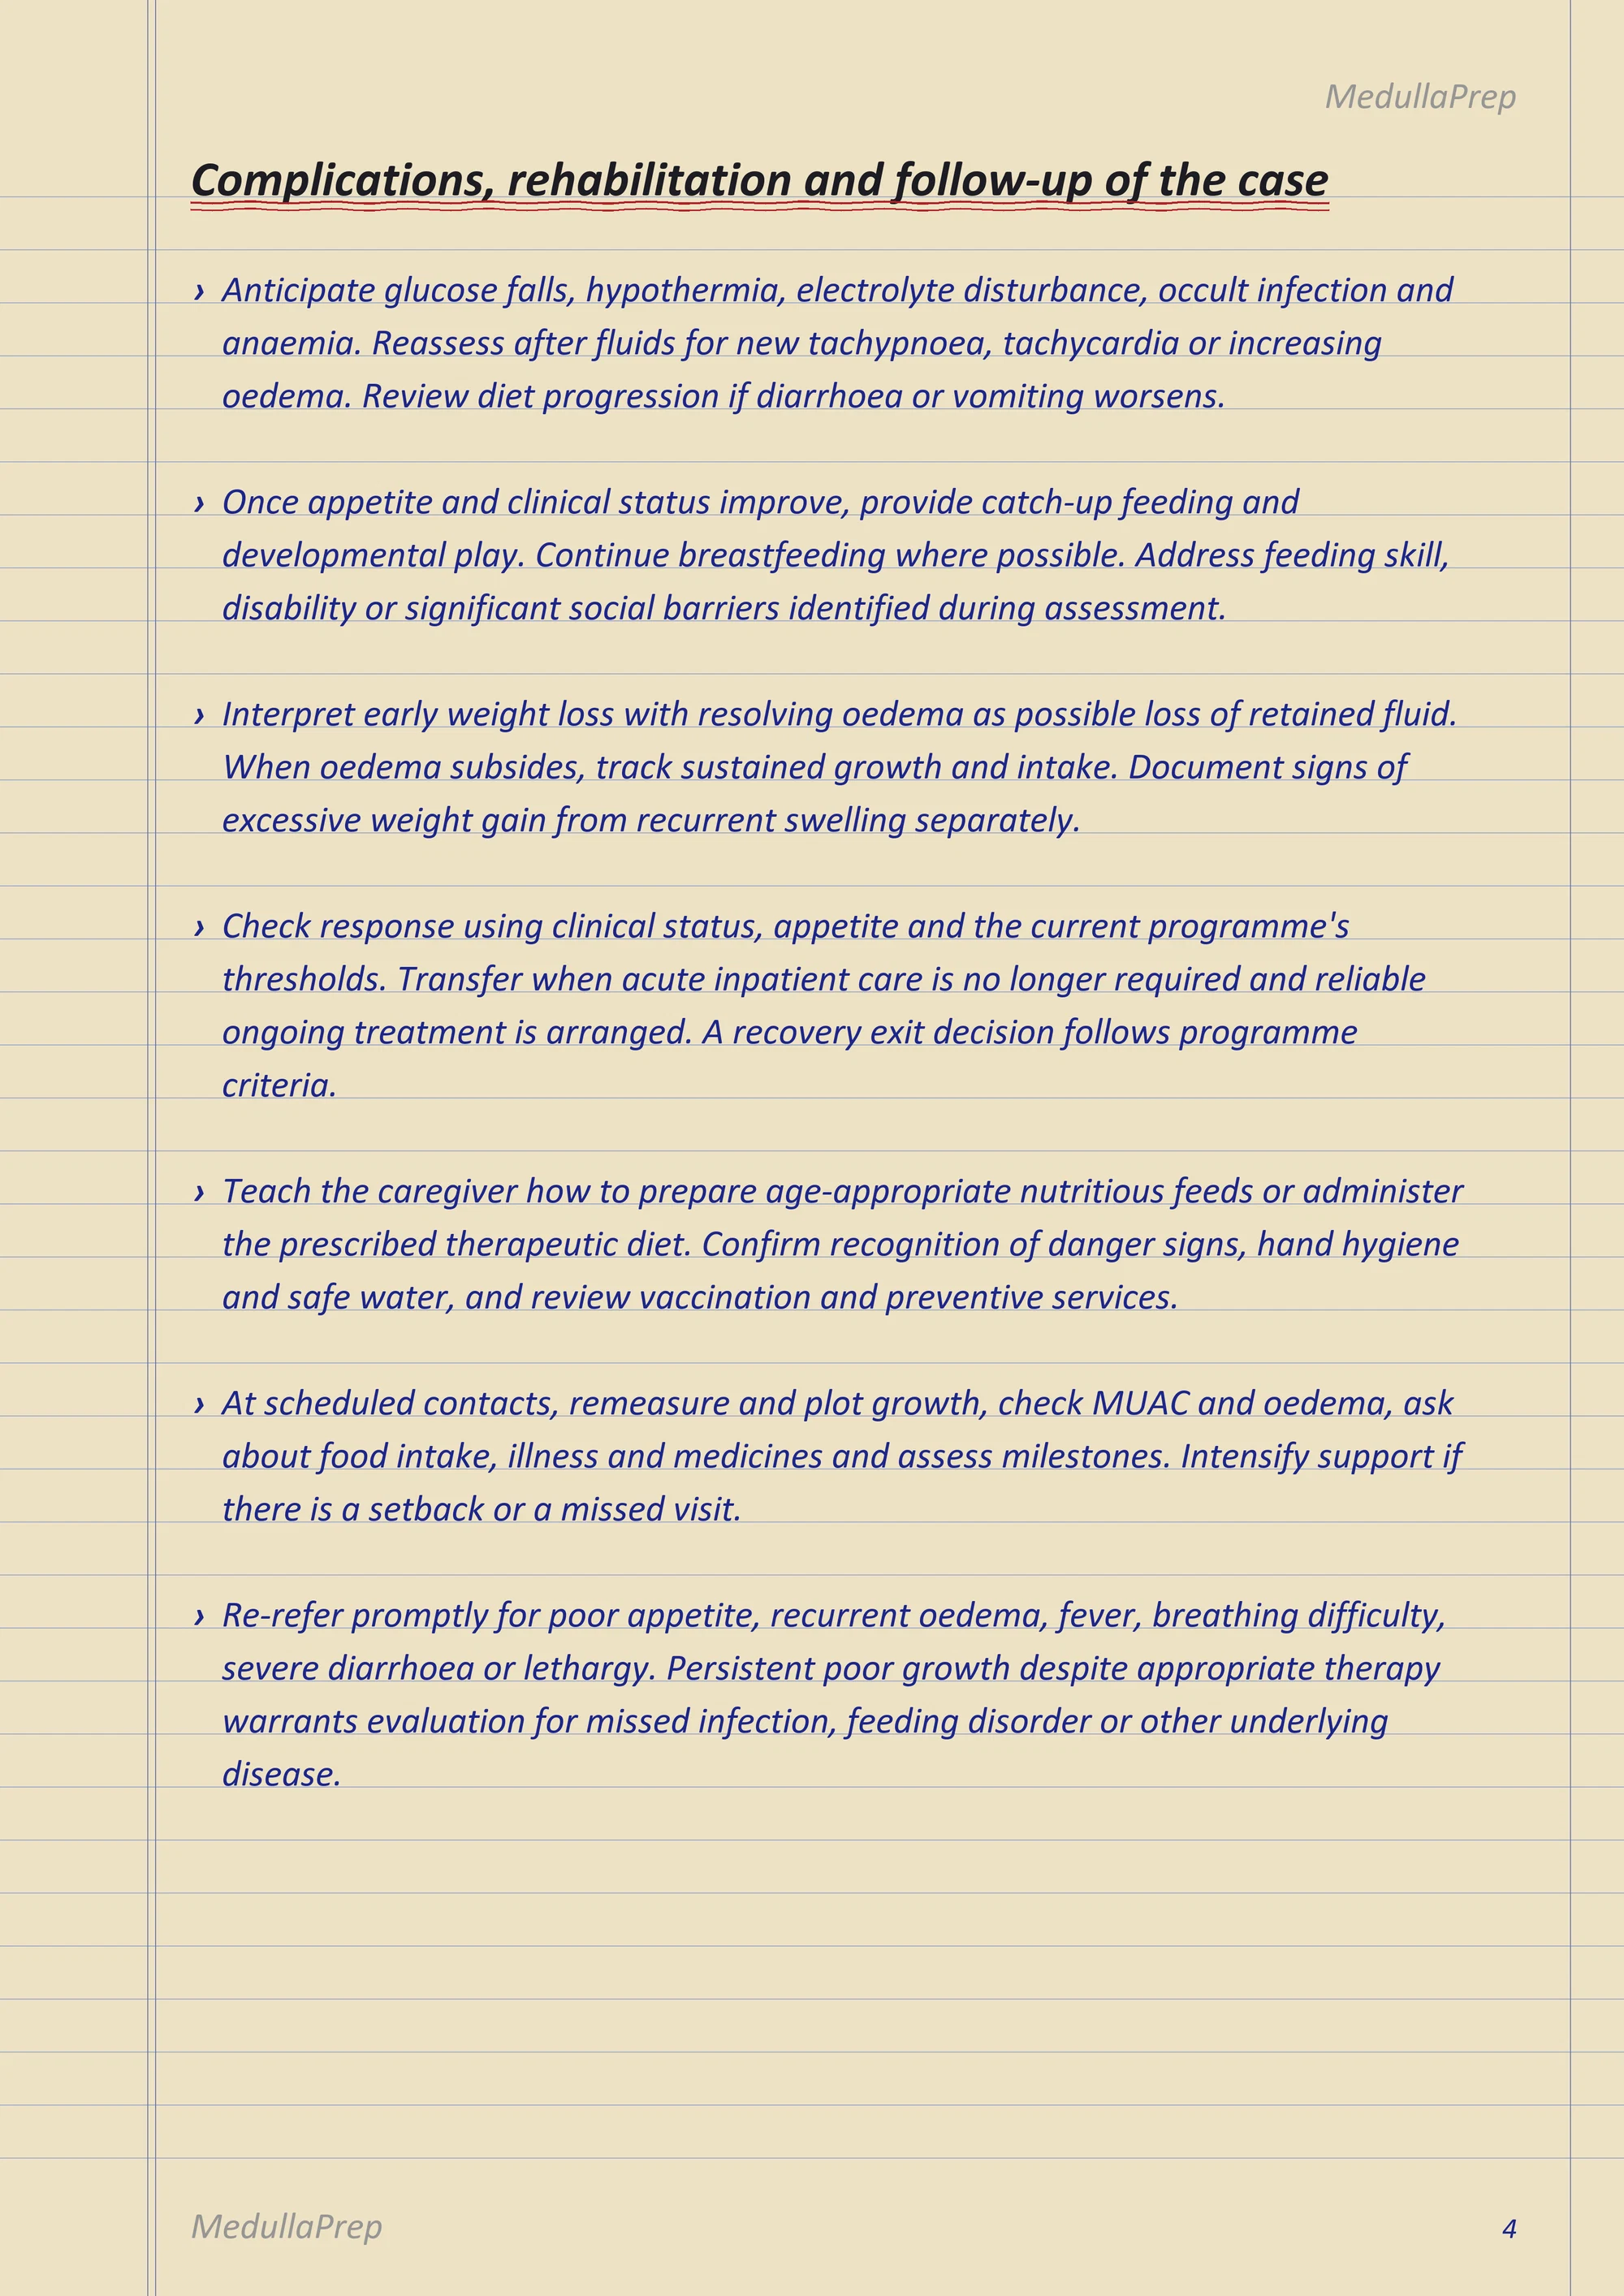 MedullaPrep
Complications, rehabilitation and follow-up of the case
› Anticipate glucose falls, hypothermia, electrolyte disturbance, occult infection and
anaemia. Reassess after fluids for new tachypnoea, tachycardia or increasing
oedema. Review diet progression if diarrhoea or vomiting worsens.
› Once appetite and clinical status improve, provide catch-up feeding and
developmental play. Continue breastfeeding where possible. Address feeding skill,
disability or significant social barriers identified during assessment.
› Interpret early weight loss with resolving oedema as possible loss of retained fluid.
When oedema subsides, track sustained growth and intake. Document signs of
excessive weight gain from recurrent swelling separately.
› Check response using clinical status, appetite and the current programme's
thresholds. Transfer when acute inpatient care is no longer required and reliable
ongoing treatment is arranged. A recovery exit decision follows programme
criteria.
› Teach the caregiver how to prepare age-appropriate nutritious feeds or administer
the prescribed therapeutic diet. Confirm recognition of danger signs, hand hygiene
and safe water, and review vaccination and preventive services.
› At scheduled contacts, remeasure and plot growth, check MUAC and oedema, ask
about food intake, illness and medicines and assess milestones. Intensify support if
there is a setback or a missed visit.
› Re-refer promptly for poor appetite, recurrent oedema, fever, breathing difficulty,
severe diarrhoea or lethargy. Persistent poor growth despite appropriate therapy
warrants evaluation for missed infection, feeding disorder or other underlying
disease.
MedullaPrep
4